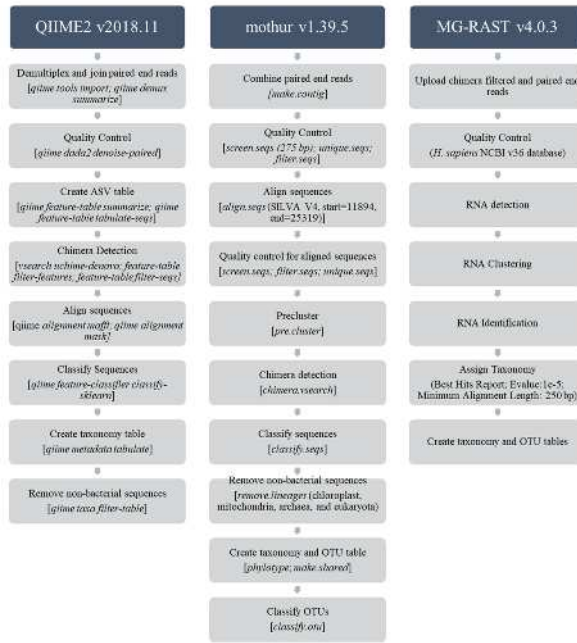 QIIME2 v2018.11
Demultiplex and join paired end reads
[qiime tools import; qiime demux
summarize]
Quality Control
[qiime dada2 denoise-paired]
Create ASV table
[qiime feature-table summarize; qiime
feature-table tabulate-seqs]
Chimera Detection
[vsearch uchime-denovo; feature-table
filter-features; feature-table filter-seqs]
Align sequences
[qiime alignment mafft; qiime alignment
mask]
Classify Sequences
[qiime feature-classifier classify-
sklearn]
Create taxonomy table
[qiime metadata tabulate]
Remove non-bacterial sequences
[qiime taxa filter-table]
mothur v1.39.5
Combine paired end reads
[make.contig]
Quality Control
[screen.seqs (275 bp); unique.seqs;
filter.seqs]
Align sequences
[align.seqs (SILVA_V4, start=11894,
end=25319)]
Quality control for aligned sequences
[screen.seqs; filter.seqs; unique.seqs]
Precluster
[pre.cluster]
Chimera detection
[chimera.vsearch]
Classify sequences
[classify.seqs]
Remove non-bacterial sequences
[remove.lineages (chloroplast,
mitochondria, archaea, and eukaryota)
Create taxonomy and OTU table
[phylotype; make.shared]
Classify OTUs
[classify.otu]
MG-RAST v4.0.3
Upload chimera filtered and paired end
reads
Quality Control
(H. sapiens NCBI v36 database)
RNA detection
RNA Clustering
RNA Identification
Assign Taxonomy
(Best Hits Report; Evalue:1e-5;
Minimum Alignment Length: 250 bp)
Create taxonomy and OTU tables